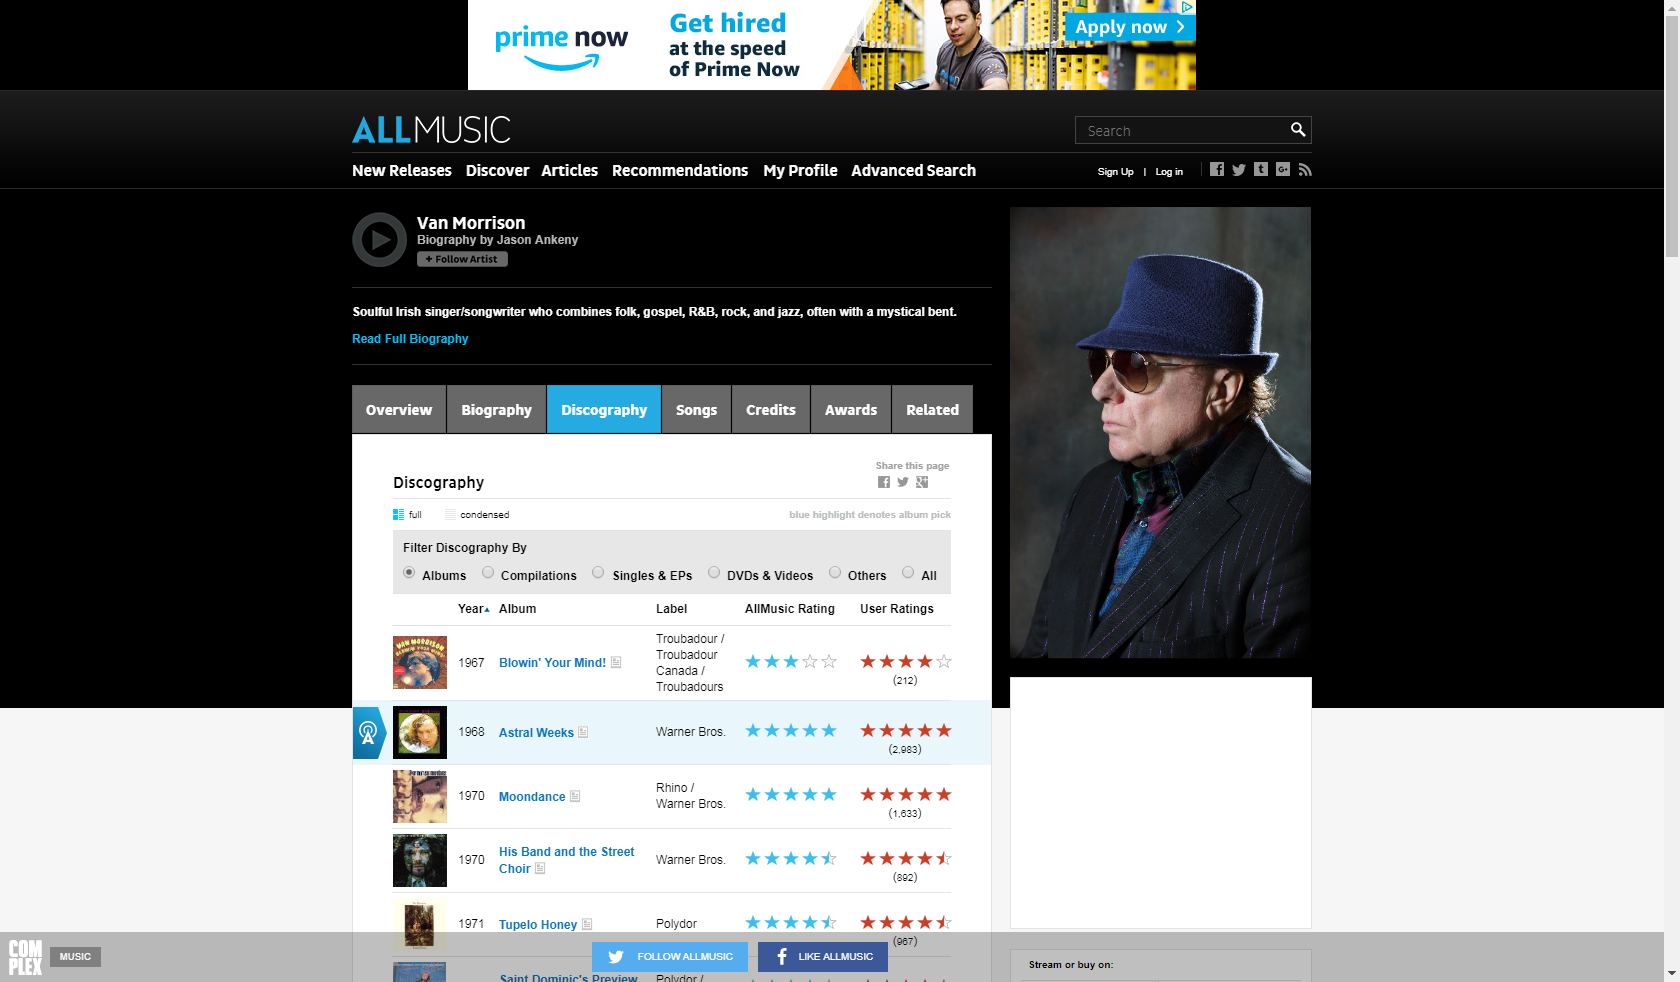 prime now
Get hired
at the speed
of Prime Now
Apply now
ALLMUSIC
Search
New Releases Discover Articles Recommendations My Profile Advanced Search
Sign Up | Log in
Van Morrison
Biography by Jason Ankeny
+ Follow Artist
Soulful Irish singer/songwriter who combines folk, gospel, R&B, rock, and jazz, often with a mystical bent.
Read Full Biography
Overview Biography Discography Songs Credits Awards Related
Share this page
Discography
full condensed
blue highlight denotes album pick
Filter Discography By
Albums Compilations Singles & EPs DVDs & Videos Others All
Year Album Label AllMusic Rating User Ratings
VAN MORRISON
BLOWIN' YOUR MIND!
1967 Blowin' Your Mind!
Troubadour /
Troubadour
Canada /
Troubadours
(212)
1968 Astral Weeks Warner Bros.
(2,983)
1970 Moondance
Rhino /
Warner Bros.
(1,633)
1970 His Band and the Street
Choir
Warner Bros.
(892)
1971 Tupelo Honey Polydor
(967)
Saint Dominic's Preview Polydor /
COMPLEX
MUSIC
FOLLOW ALLMUSIC
LIKE ALLMUSIC
Stream or buy on: